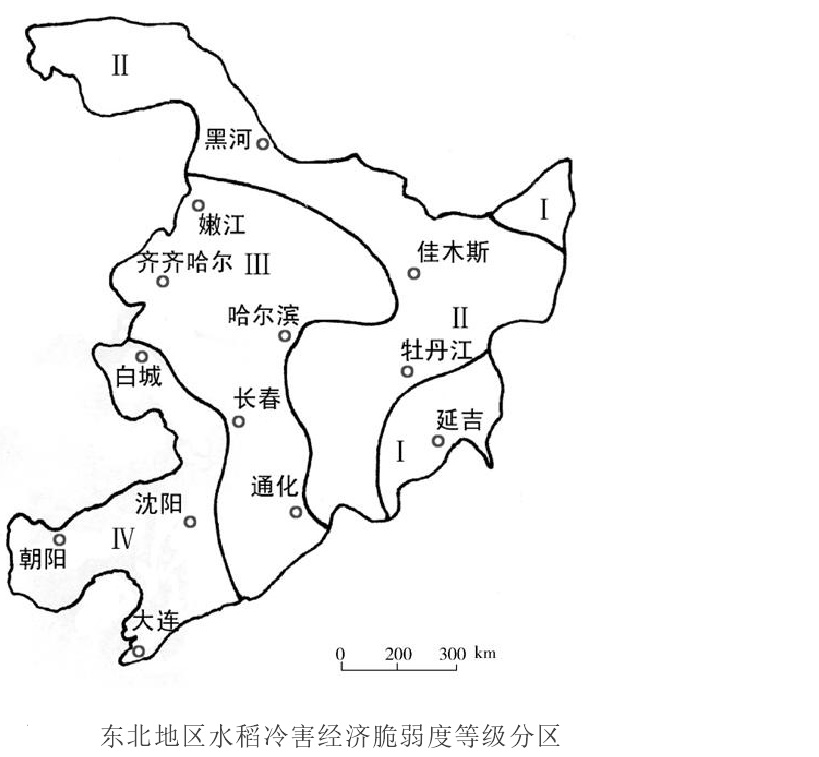 II
黑河
I
嫩江
齐齐哈尔 III
佳木斯
哈尔滨
II
牡丹江
白城
长春
延吉
I
通化
沈阳
IV
朝阳
大连
0 200 300 km
东北地区水稻冷害经济脆弱度等级分区